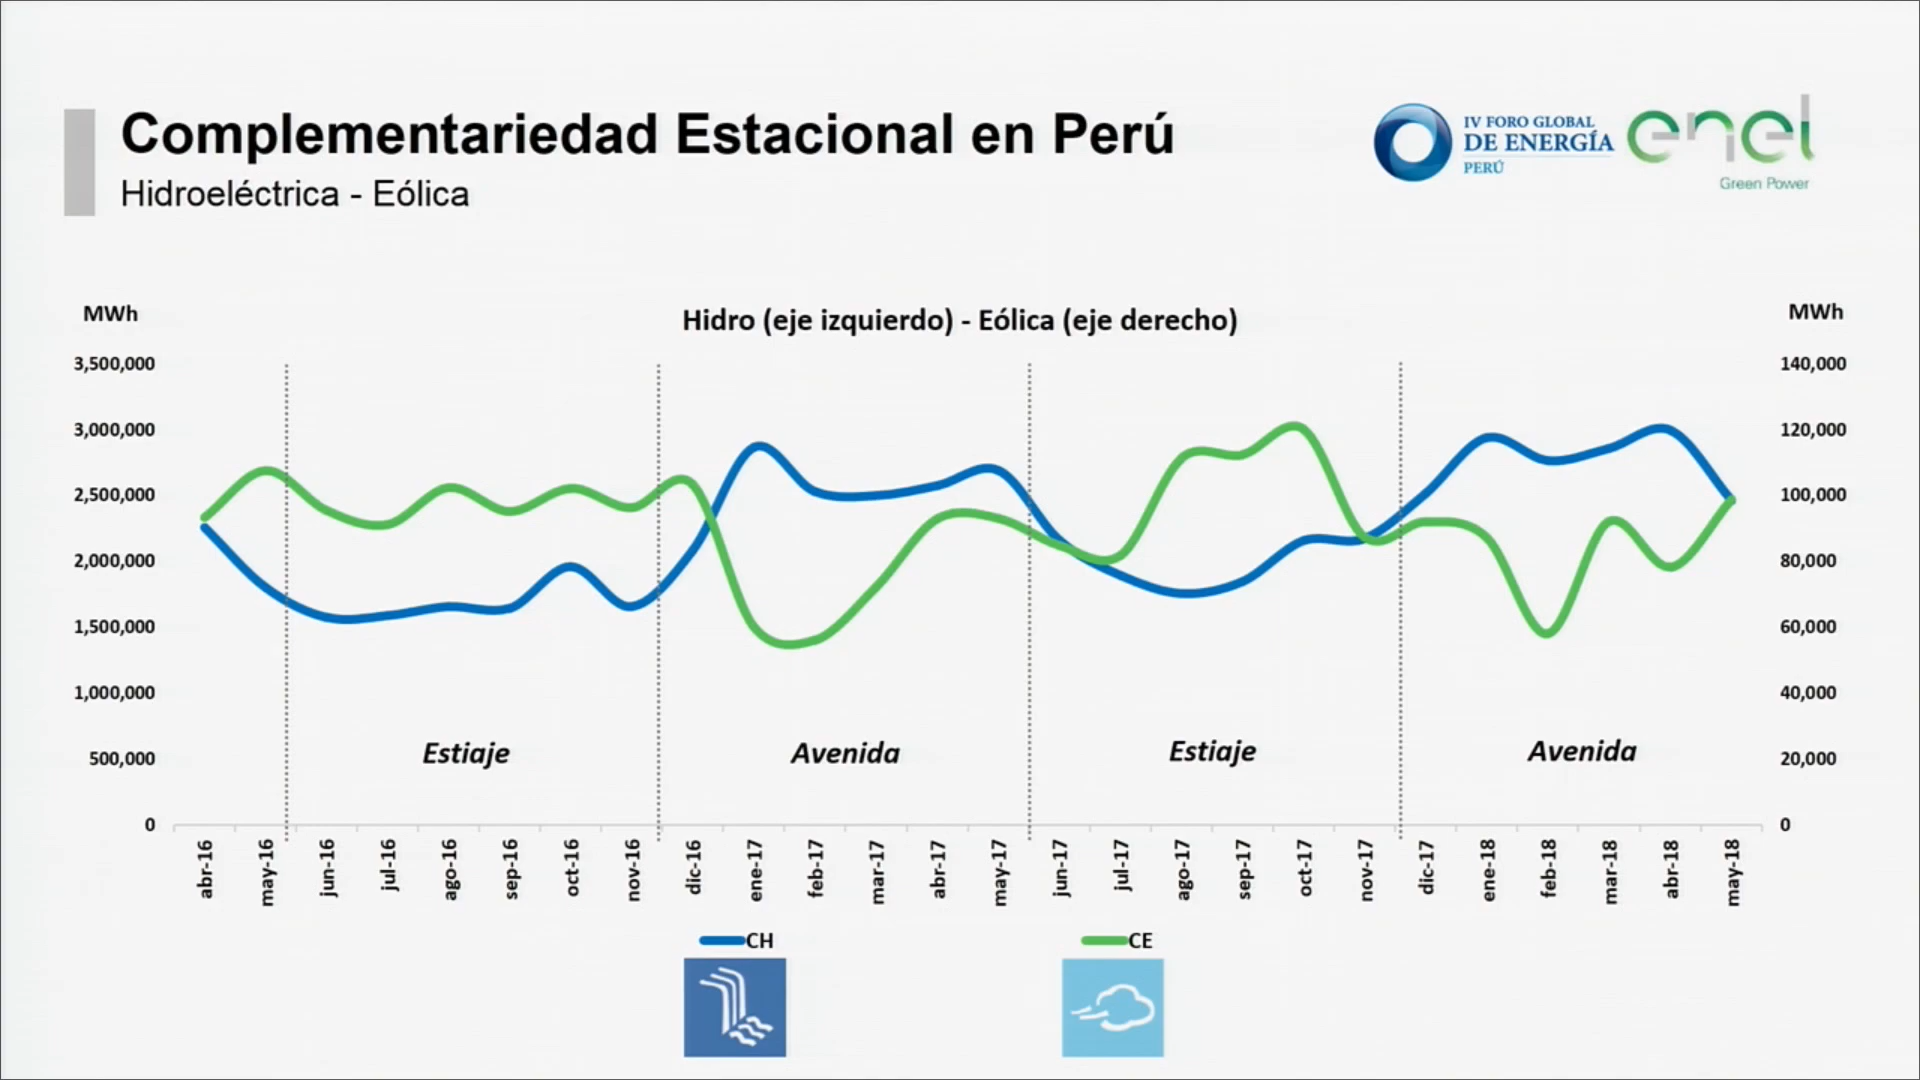 Complementariedad Estacional en Perú
Hidroeléctrica - Eólica
IV FORO GLOBAL
DE ENERGÍA
PERÚ
enel
Green Power
MWh
Hidro (eje izquierdo) - Eólica (eje derecho)
MWh
3,500,000
3,000,000
2,500,000
2,000,000
1,500,000
1,000,000
500,000
0
140,000
120,000
100,000
80,000
60,000
40,000
20,000
0
Estiaje
Avenida
Estiaje
Avenida
abr-16
may-16
jun-16
jul-16
ago-16
sep-16
oct-16
nov-16
dic-16
ene-17
feb-17
mar-17
abr-17
may-17
jun-17
jul-17
ago-17
sep-17
oct-17
nov-17
dic-17
ene-18
feb-18
mar-18
abr-18
may-18
CH
CE